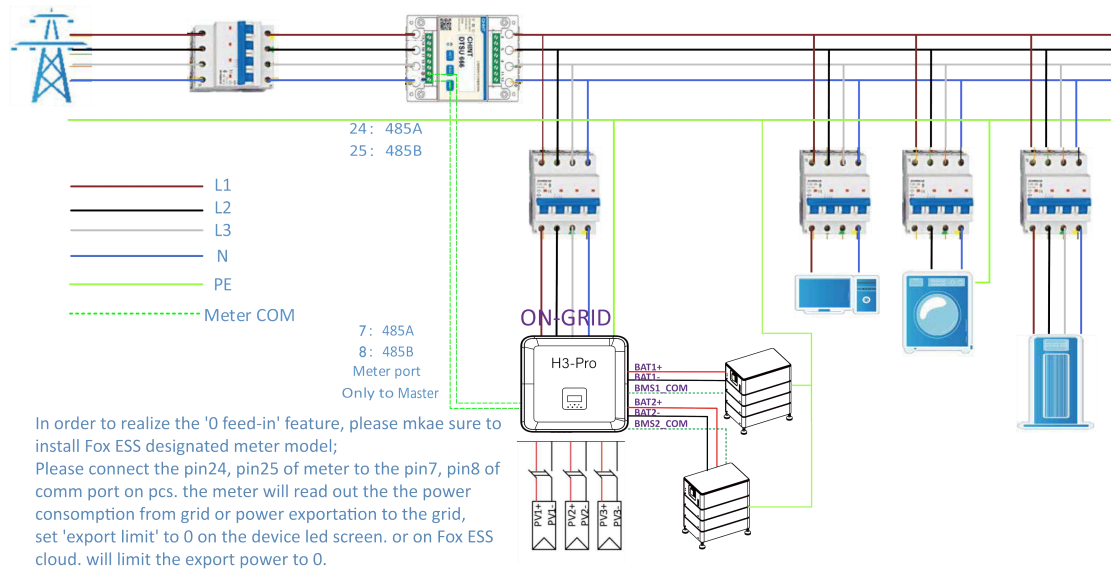 CHINT
DTSU 666
24： 485A
25： 485B
L1
L2
L3
N
PE
Meter COM
7： 485A
8： 485B
Meter port
Only to Master
ON-GRID
H3-Pro
BAT1+
BAT1-
BMS1_COM
BAT2+
BAT2-
BMS2_COM
PV1+
PV1-
PV2+
PV2-
PV3+
PV3-
In order to realize the '0 feed-in' feature, please mkae sure to
install Fox ESS designated meter model;
Please connect the pin24, pin25 of meter to the pin7, pin8 of
comm port on pcs. the meter will read out the the power
consomption from grid or power exportation to the grid,
set 'export limit' to 0 on the device led screen. or on Fox ESS
cloud. will limit the export power to 0.